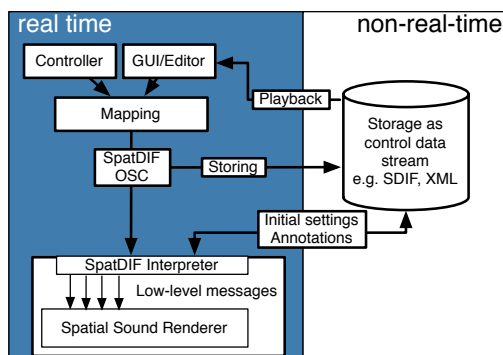 real time
non-real-time
Controller
GUI/Editor
Playback
Mapping
Storage as
control data
stream
e.g. SDIF, XML
SpatDIF
OSC
Storing
Initial settings
Annotations
SpatDIF Interpreter
Low-level messages
Spatial Sound Renderer